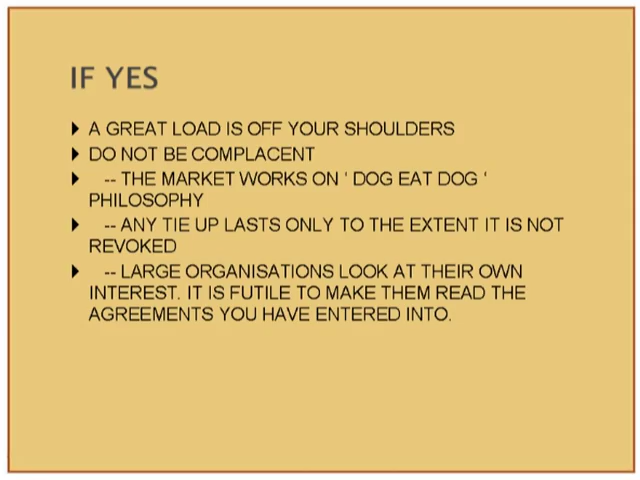 IF YES
A GREAT LOAD IS OFF YOUR SHOULDERS
DO NOT BE COMPLACENT
-- THE MARKET WORKS ON ' DOG EAT DOG '
PHILOSOPHY
-- ANY TIE UP LASTS ONLY TO THE EXTENT IT IS NOT
REVOKED
-- LARGE ORGANISATIONS LOOK AT THEIR OWN
INTEREST. IT IS FUTILE TO MAKE THEM READ THE
AGREEMENTS YOU HAVE ENTERED INTO.